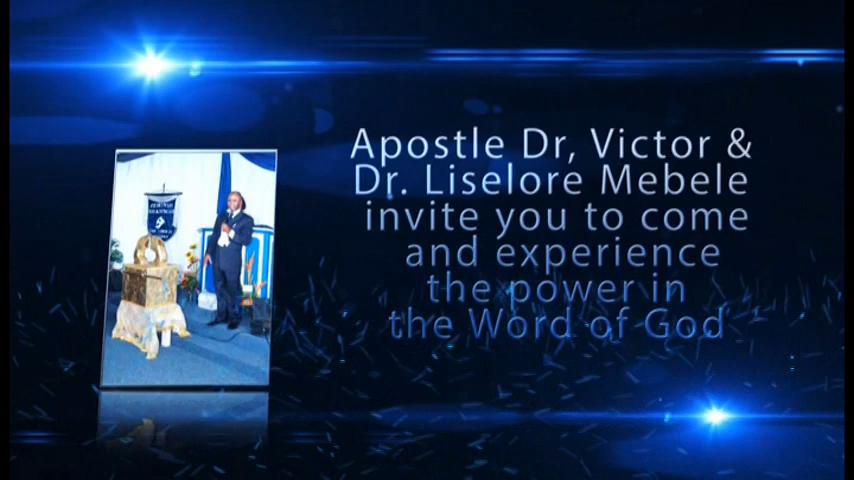 Apostle Dr, Victor &
Dr. Liselore Mebele
invite you to come
and experience
the power in
the Word of God